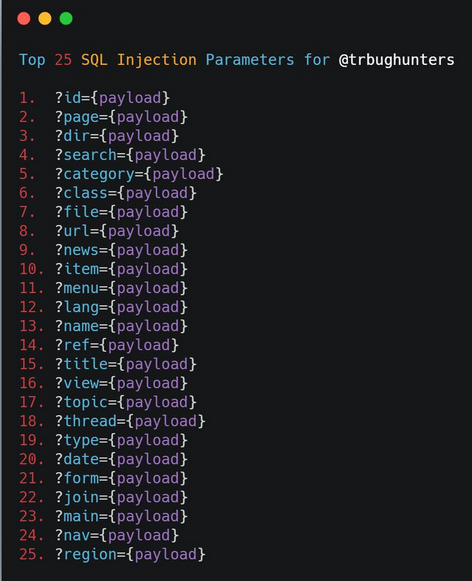 Top 25 SQL Injection Parameters for @trbughunters
1. ?id={payload}
2. ?page={payload}
3. ?dir={payload}
4. ?search={payload}
5. ?category={payload}
6. ?class={payload}
7. ?file={payload}
8. ?url={payload}
9. ?news={payload}
10. ?item={payload}
11. ?menu={payload}
12. ?lang={payload}
13. ?name={payload}
14. ?ref={payload}
15. ?title={payload}
16. ?view={payload}
17. ?topic={payload}
18. ?thread={payload}
19. ?type={payload}
20. ?date={payload}
21. ?form={payload}
22. ?join={payload}
23. ?main={payload}
24. ?nav={payload}
25. ?region={payload}